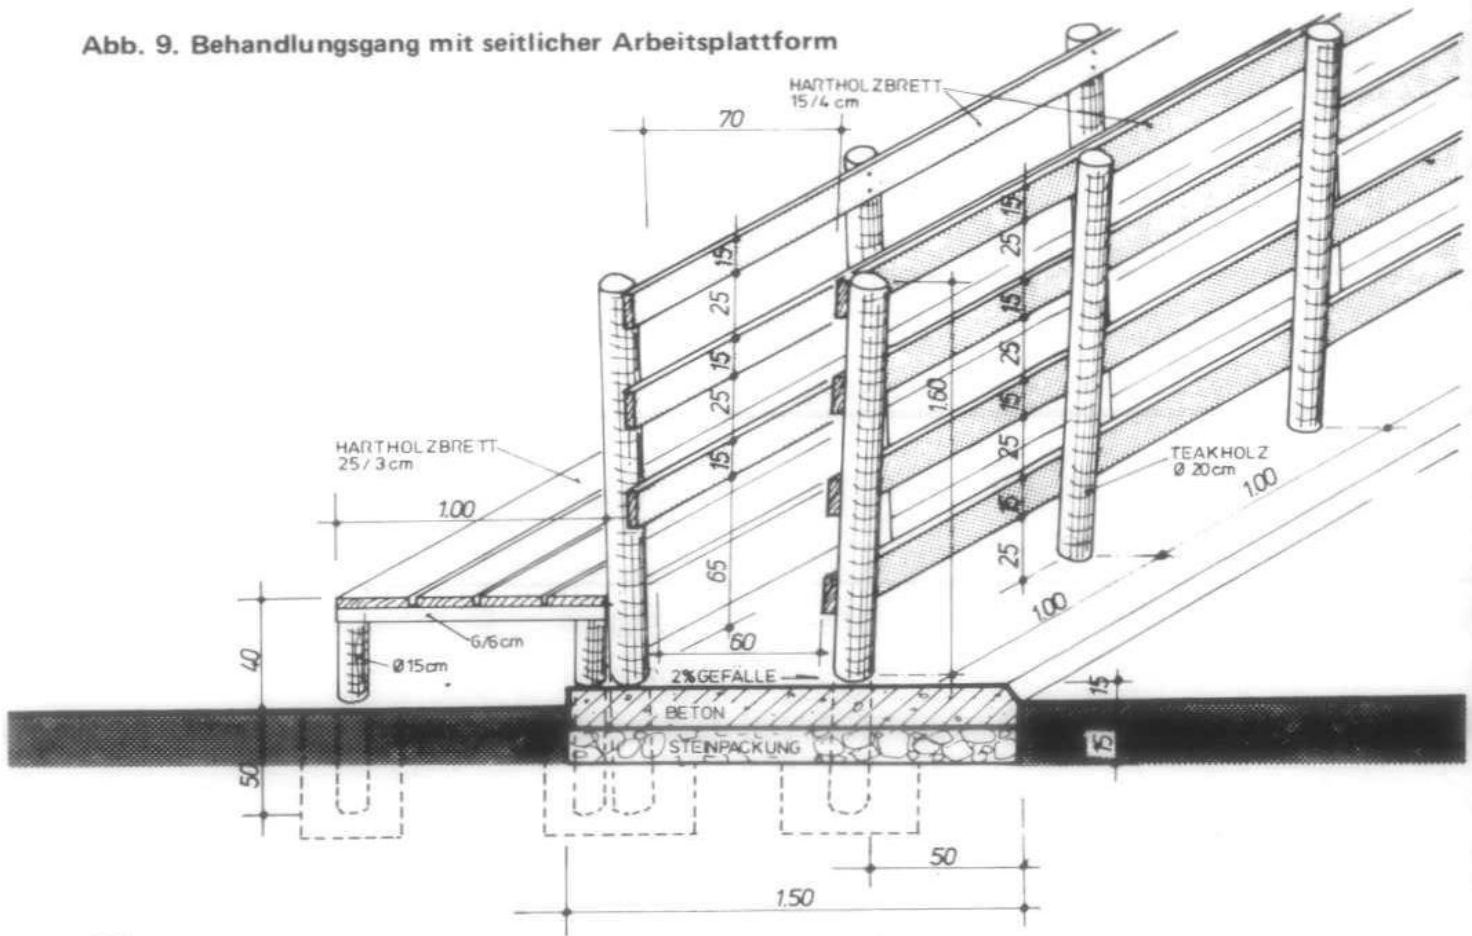 Abb. 9. Behandlungsgang mit seitlicher Arbeitsplattform
HARTHOLZBRETT
15/4 cm
70
15
25
15
25
15
65
15
25
15
25
15
25
15
25
1.60
HARTHOLZBRETT
25/3cm
1.00
TEAKHOLZ
Ø 20cm
1.00
1.00
6/6cm
Ø15cm
40
60
2%GEFÄLLE
BETON
STEINPACKUNG
15
15
50
50
1.50